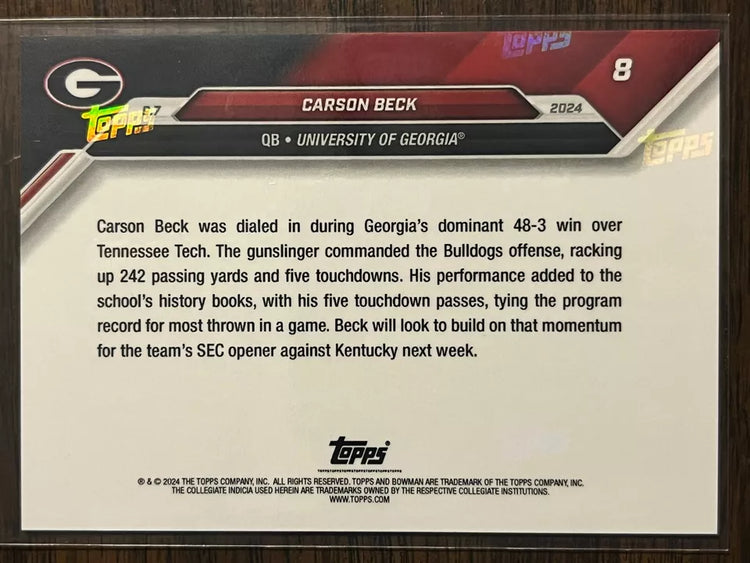 TOPPS
8
G
TOPPS
CARSON BECK
2024
QB • UNIVERSITY OF GEORGIA®
TOPPS
Carson Beck was dialed in during Georgia's dominant 48-3 win over
Tennessee Tech. The gunslinger commanded the Bulldogs offense, racking
up 242 passing yards and five touchdowns. His performance added to the
school's history books, with his five touchdown passes, tying the program
record for most thrown in a game. Beck will look to build on that momentum
for the team's SEC opener against Kentucky next week.
Topps®
® & © 2024 THE TOPPS COMPANY, INC. ALL RIGHTS RESERVED. TOPPS AND BOWMAN ARE TRADEMARK OF THE TOPPS COMPANY, INC.
THE COLLEGIATE INDICIA USED HEREIN ARE TRADEMARKS OWNED BY THE RESPECTIVE COLLEGIATE INSTITUTIONS.
WWW.TOPPS.COM